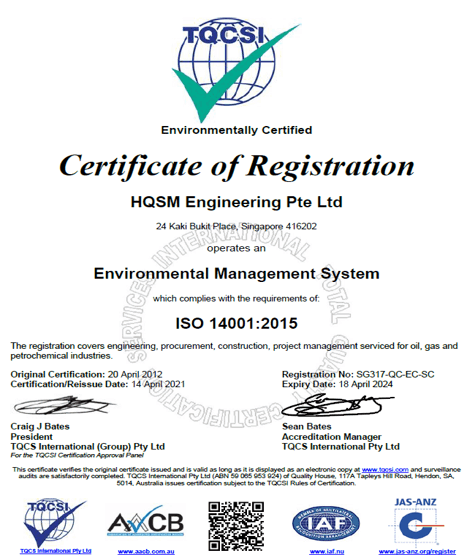 TQCSI
Environmentally Certified
Certificate of Registration
HQSM Engineering Pte Ltd
24 Kaki Bukit Place, Singapore 416202
operates an
Environmental Management System
which complies with the requirements of:
ISO 14001:2015
SERVICES INTERNATIONAL TOTAL QUALITY CERTIFICATION
The registration covers engineering, procurement, construction, project management serviced for oil, gas and
petrochemical industries.
Original Certification: 20 April 2012
Certification/Reissue Date: 14 April 2021
Registration No: SG317-QC-EC-SC
Expiry Date: 18 April 2024
Craig J Bates
President
TQCS International (Group) Pty Ltd
For the TQCSI Certification Approval Panel
Sean Bates
Accreditation Manager
TQCS International Pty Ltd
This certificate verifies the original certificate issued and is valid as long as it is displayed as an electronic copy at www.tqcsi.com and surveillance
audits are satisfactorily completed. TQCS International Pty Ltd (ABN 59 065 953 924) of Quality House, 117A Tapleys Hill Road, Hendon, SA,
5014, Australia issues certification subject to the TQCSI Rules of Certification.
TQCSI
TQCS International Pty Ltd
AWCB
www.aacb.com.au
IAF
www.iaf.nu
JAS-ANZ
www.jas-anz.org/register